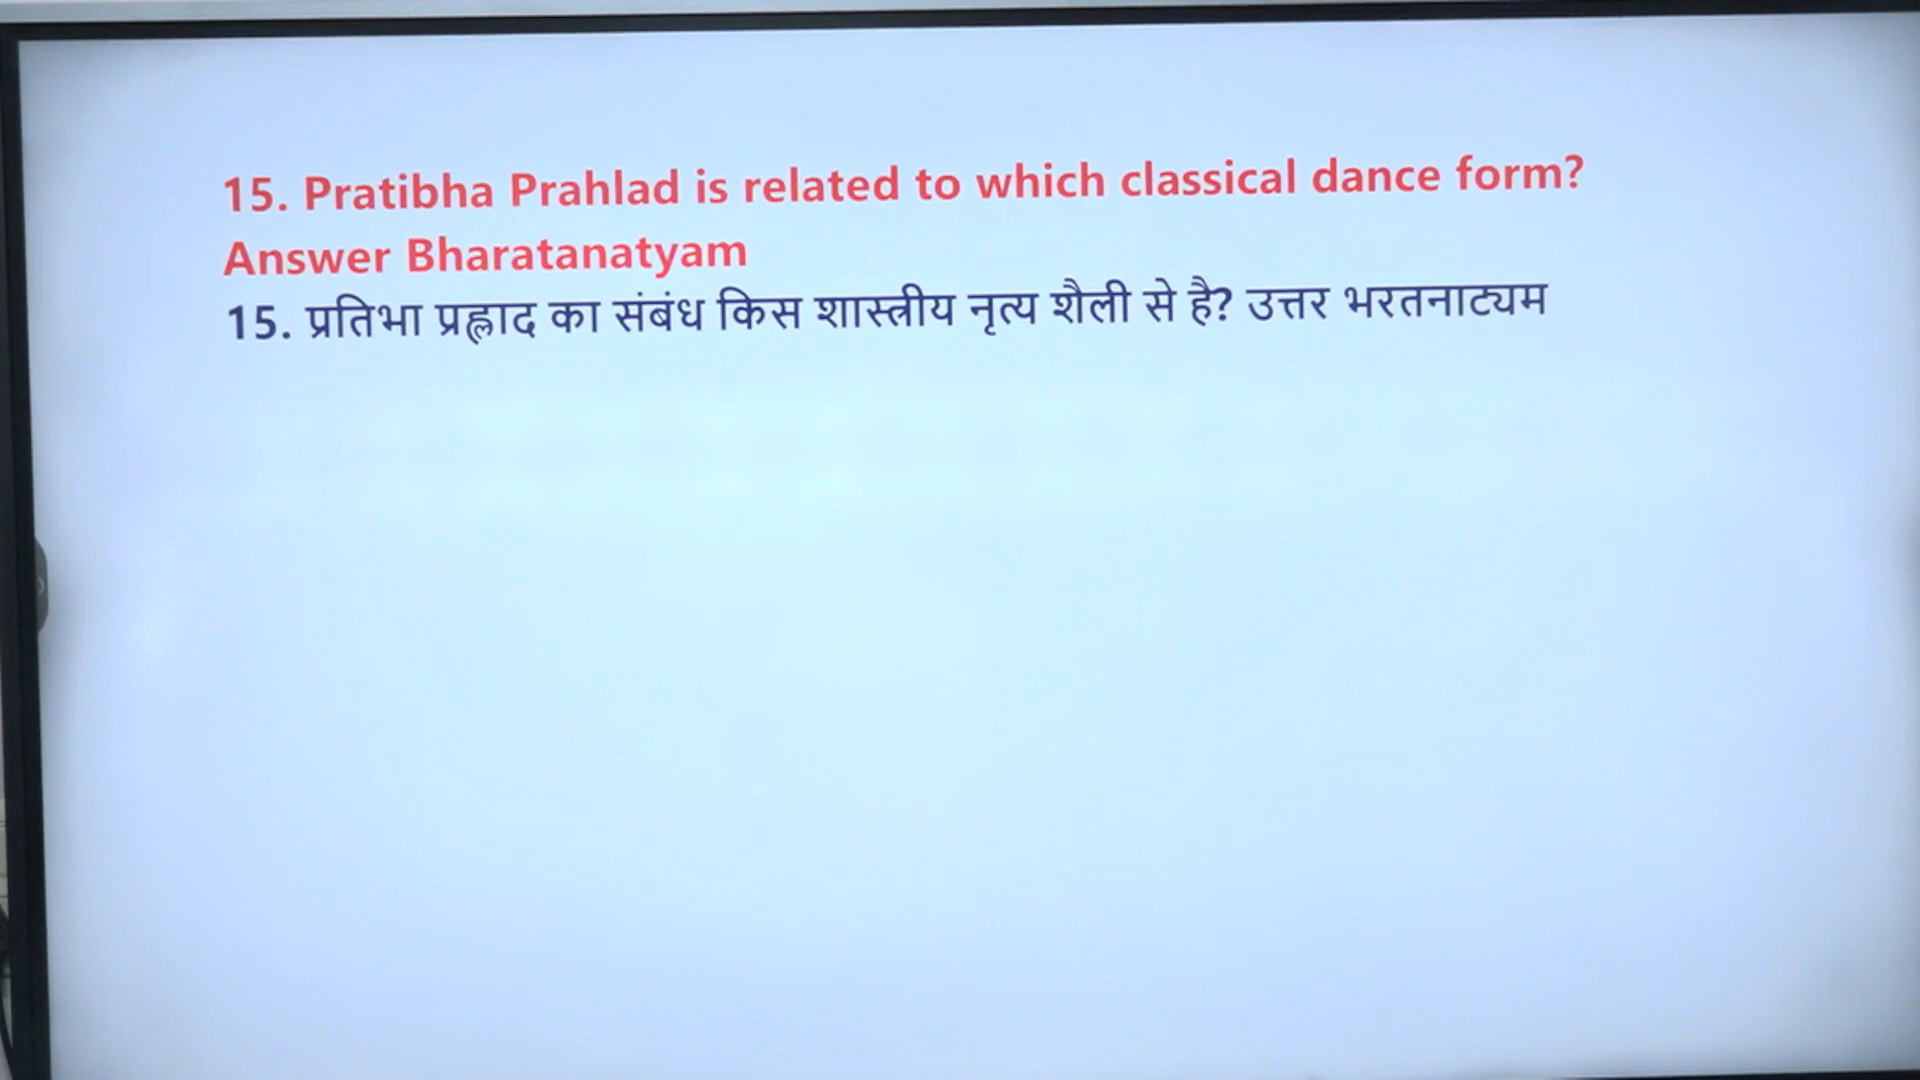 15. Pratibha Prahlad is related to which classical dance form?
Answer Bharatanatyam
15. प्रतिभा प्रह्लाद का संबंध किस शास्त्रीय नृत्य शैली से है? उत्तर भरतनाट्यम